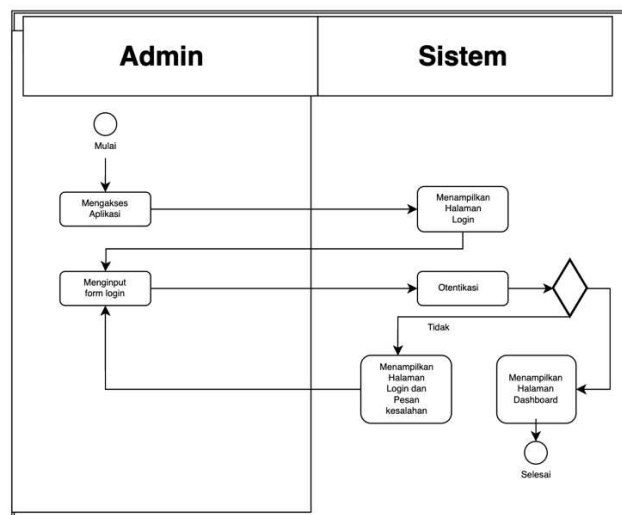 Admin
Sistem
Mulai
Mengakses
Aplikasi
Menampilkan
Halaman
Login
Menginput
form login
Otentikasi
Tidak
Menampilkan
Halaman
Login dan
Pesan
kesalahan
Menampilkan
Halaman
Dashboard
Selesai